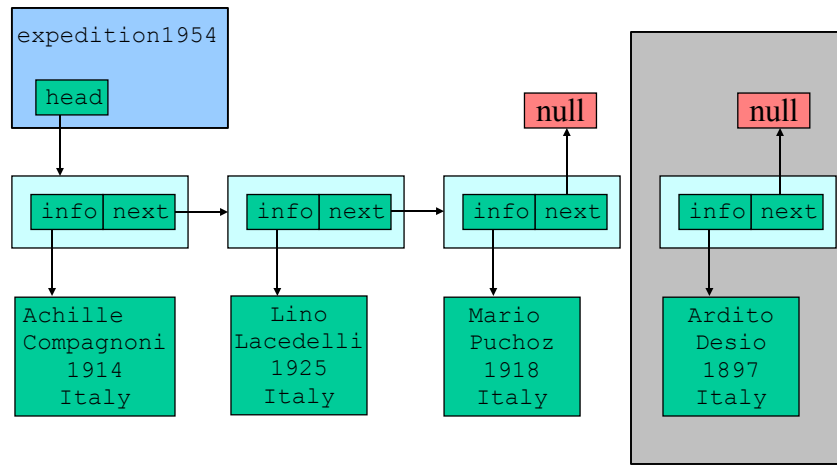 expedition1954
head
null
null
info next
info next
info next
info next
Achille
Compagnoni
1914
Italy
Lino
Lacedelli
1925
Italy
Mario
Puchoz
1918
Italy
Ardito
Desio
1897
Italy